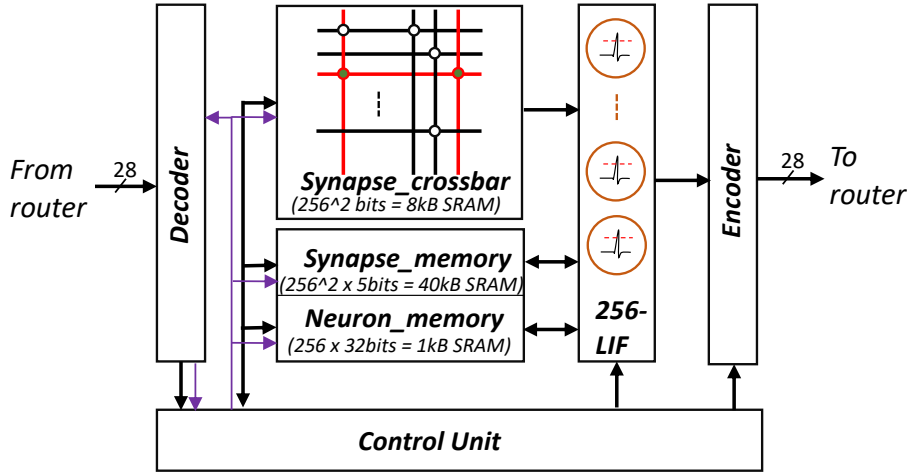 From
router
28
Decoder
Synapse_crossbar
(256^2 bits = 8kB SRAM)
Synapse_memory
(256^2 x 5bits = 40kB SRAM)
Neuron_memory
(256 x 32bits = 1kB SRAM)
256-
LIF
Encoder
28
To
router
Control Unit